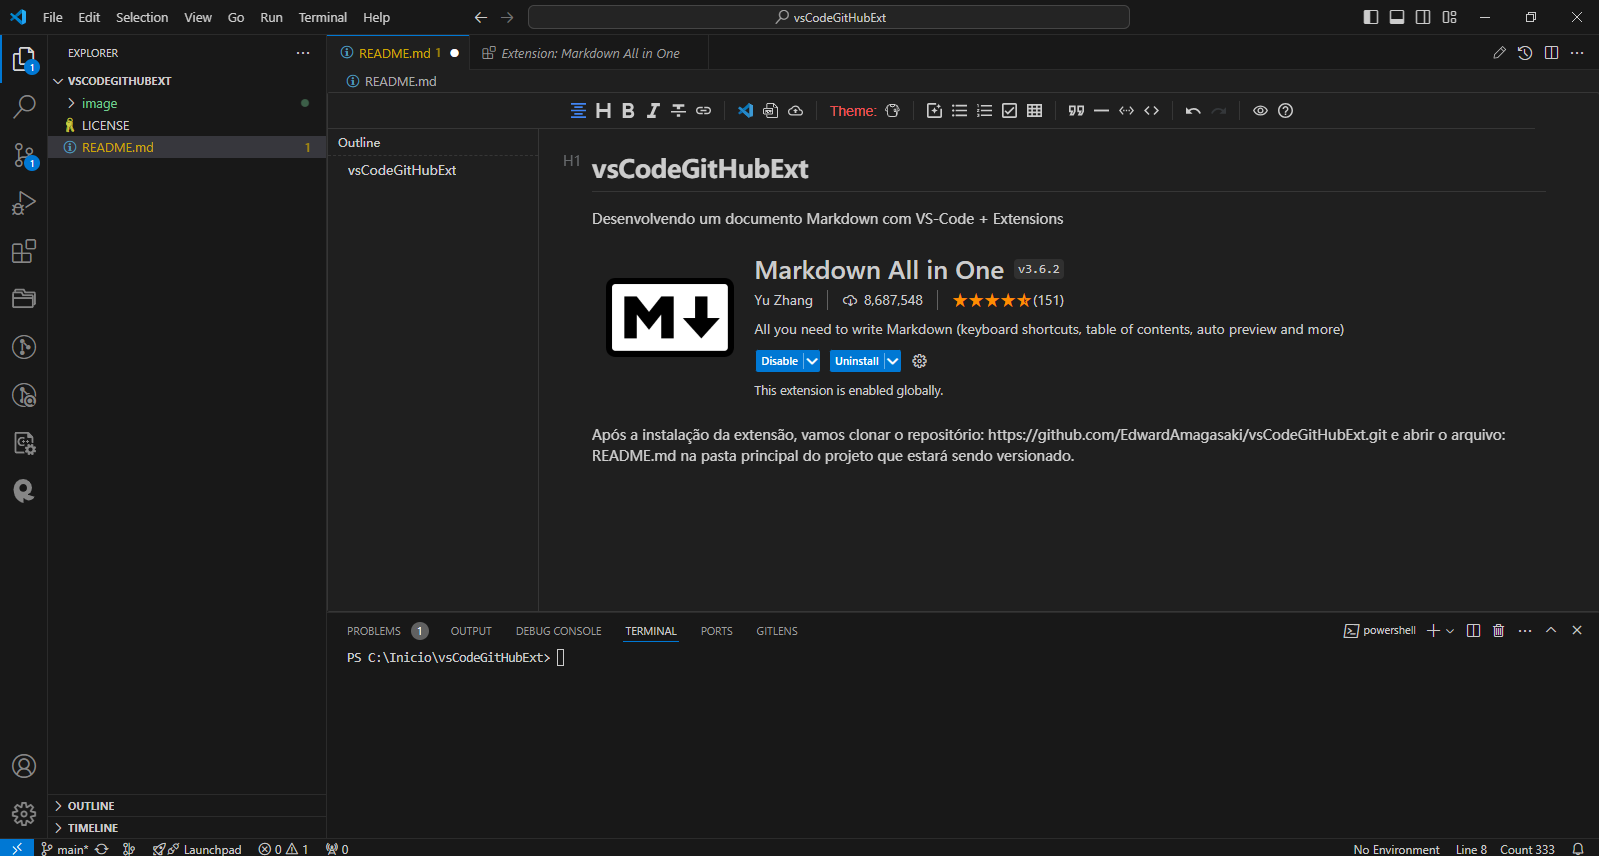 File Edit Selection View Go Run Terminal Help
vsCodeGitHubExt
EXPLORER
VSCODEGITHUBEXT
image
LICENSE
README.md 1
1
1
README.md 1
Extension: Markdown All in One
README.md
H B I S
Theme:
Outline
vsCodeGitHubExt
H1 vsCodeGitHubExt
Desenvolvendo um documento Markdown com VS-Code + Extensions
M
Markdown All in One v3.6.2
Yu Zhang 8,687,548 (151)
All you need to write Markdown (keyboard shortcuts, table of contents, auto preview and more)
Disable Uninstall
This extension is enabled globally.
Após a instalação da extensão, vamos clonar o repositório: https://github.com/EdwardAmagasaki/vsCodeGitHubExt.git e abrir o arquivo:
README.md na pasta principal do projeto que estará sendo versionado.
PROBLEMS 1 OUTPUT DEBUG CONSOLE TERMINAL PORTS GITLENS
powershell
PS C:\Inicio\vsCodeGitHubExt>
OUTLINE
TIMELINE
main* Launchpad 0 1 0
No Environment Line 8 Count 333